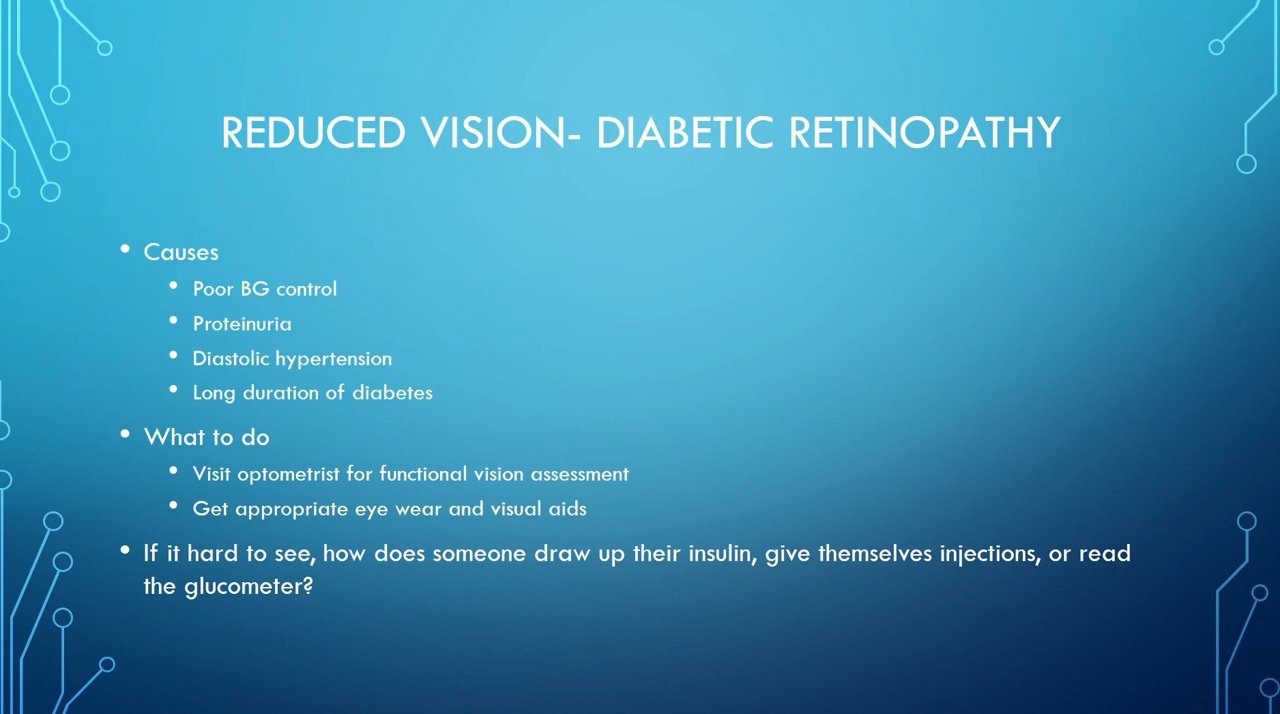 REDUCED VISION- DIABETIC RETINOPATHY
• Causes
• Poor BG control
• Proteinuria
• Diastolic hypertension
• Long duration of diabetes
• What to do
• Visit optometrist for functional vision assessment
• Get appropriate eye wear and visual aids
• If it hard to see, how does someone draw up their insulin, give themselves injections, or read
the glucometer?